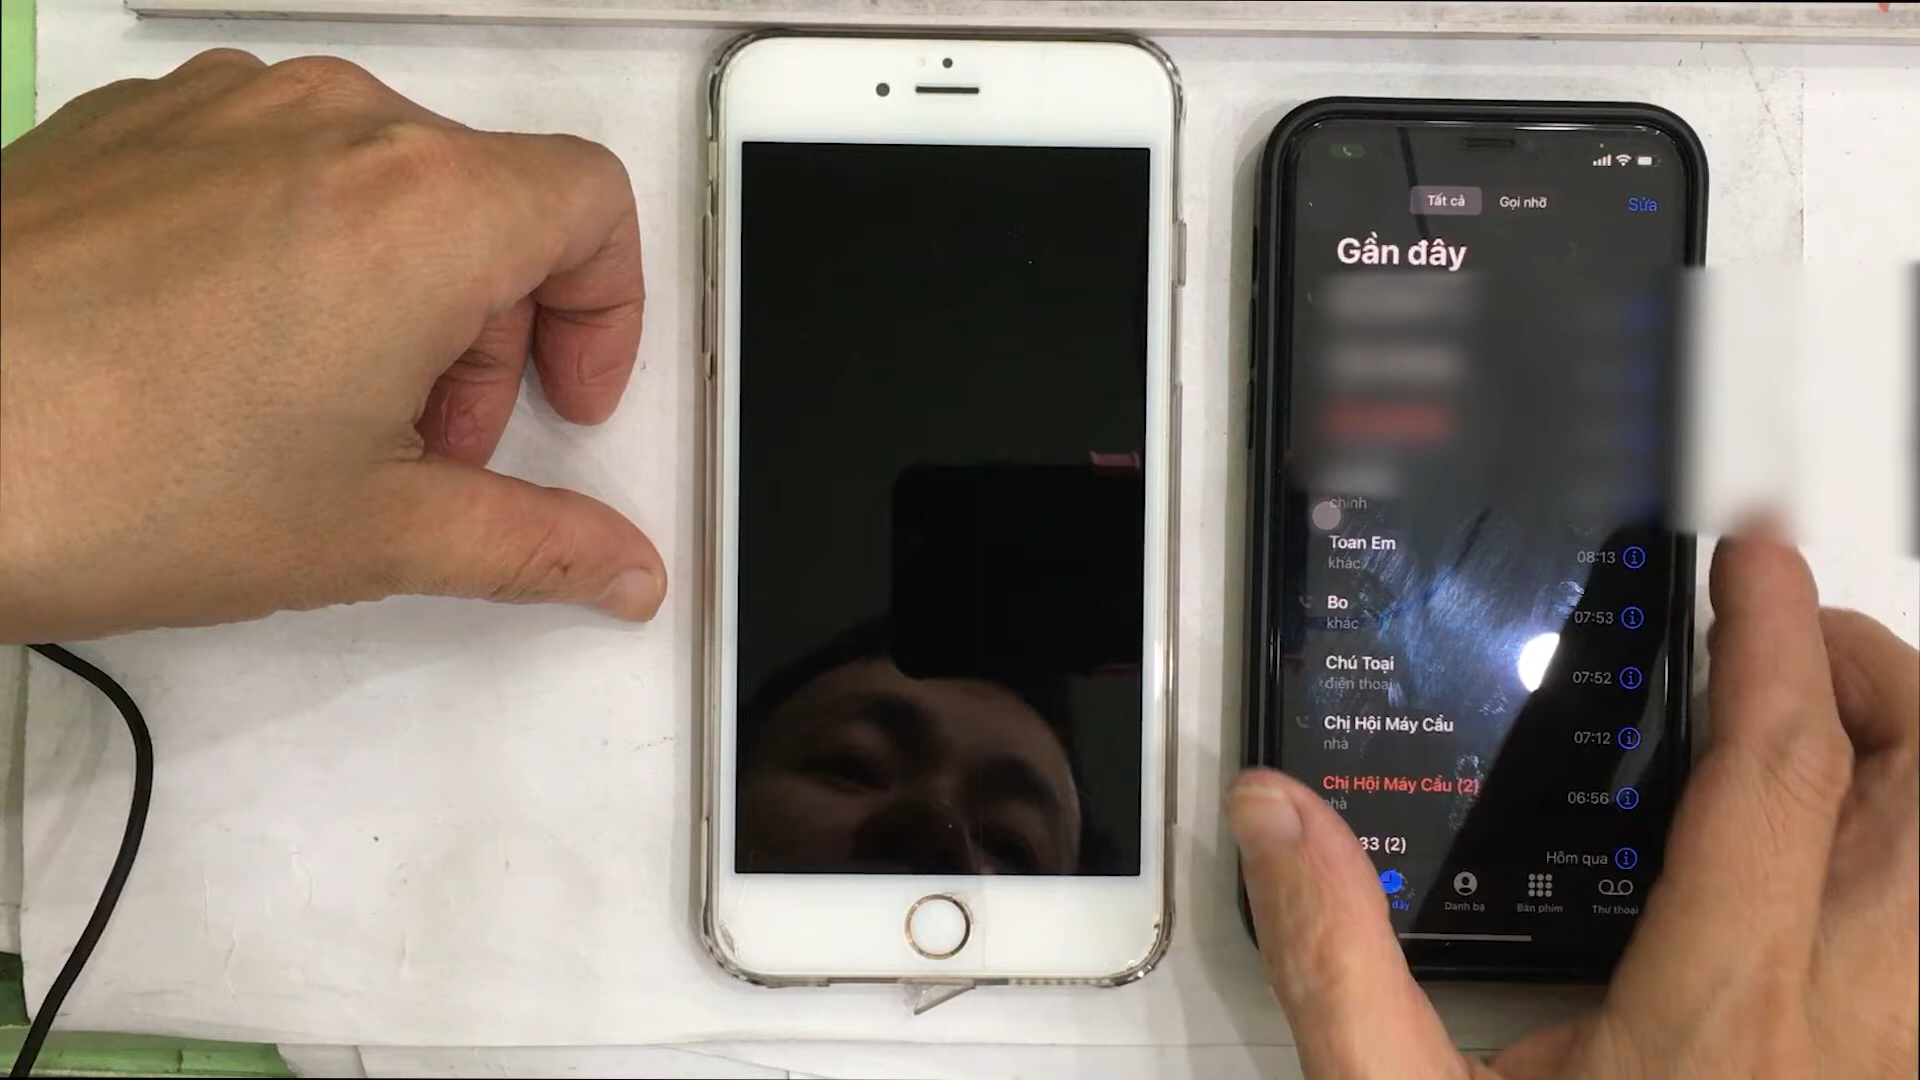 Tất cả
Gọi nhỡ
Sửa
Gần đây
chính
Toan Em
khác
08:13
Bo
khác
07:53
Chú Toại
điện thoại
07:52
Chị Hội Máy Cẩu
nhà
07:12
Chị Hội Máy Cẩu (2)
nhà
06:56
33 (2)
Hôm qua
đây
Danh bạ
Bàn phím
Thư thoại